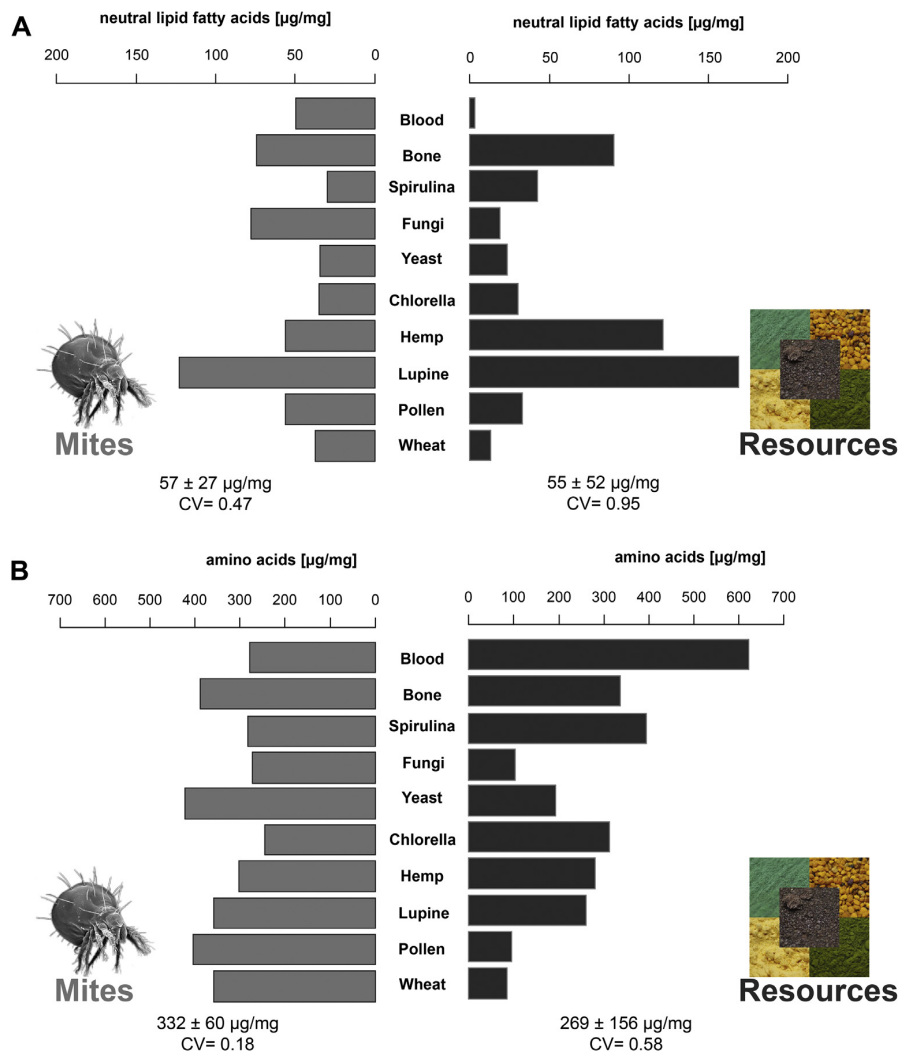 A
neutral lipid fatty acids [µg/mg]
neutral lipid fatty acids [µg/mg]
200 150 100 50 0
0 50 100 150 200
Blood
Bone
Spirulina
Fungi
Yeast
Chlorella
Hemp
Lupine
Pollen
Wheat
Mites
Resources
57 ± 27 µg/mg
CV= 0.47
55 ± 52 µg/mg
CV= 0.95
B
amino acids [µg/mg]
amino acids [µg/mg]
700 600 500 400 300 200 100 0
0 100 200 300 400 500 600 700
Blood
Bone
Spirulina
Fungi
Yeast
Chlorella
Hemp
Lupine
Pollen
Wheat
Mites
Resources
332 ± 60 µg/mg
CV= 0.18
269 ± 156 µg/mg
CV= 0.58